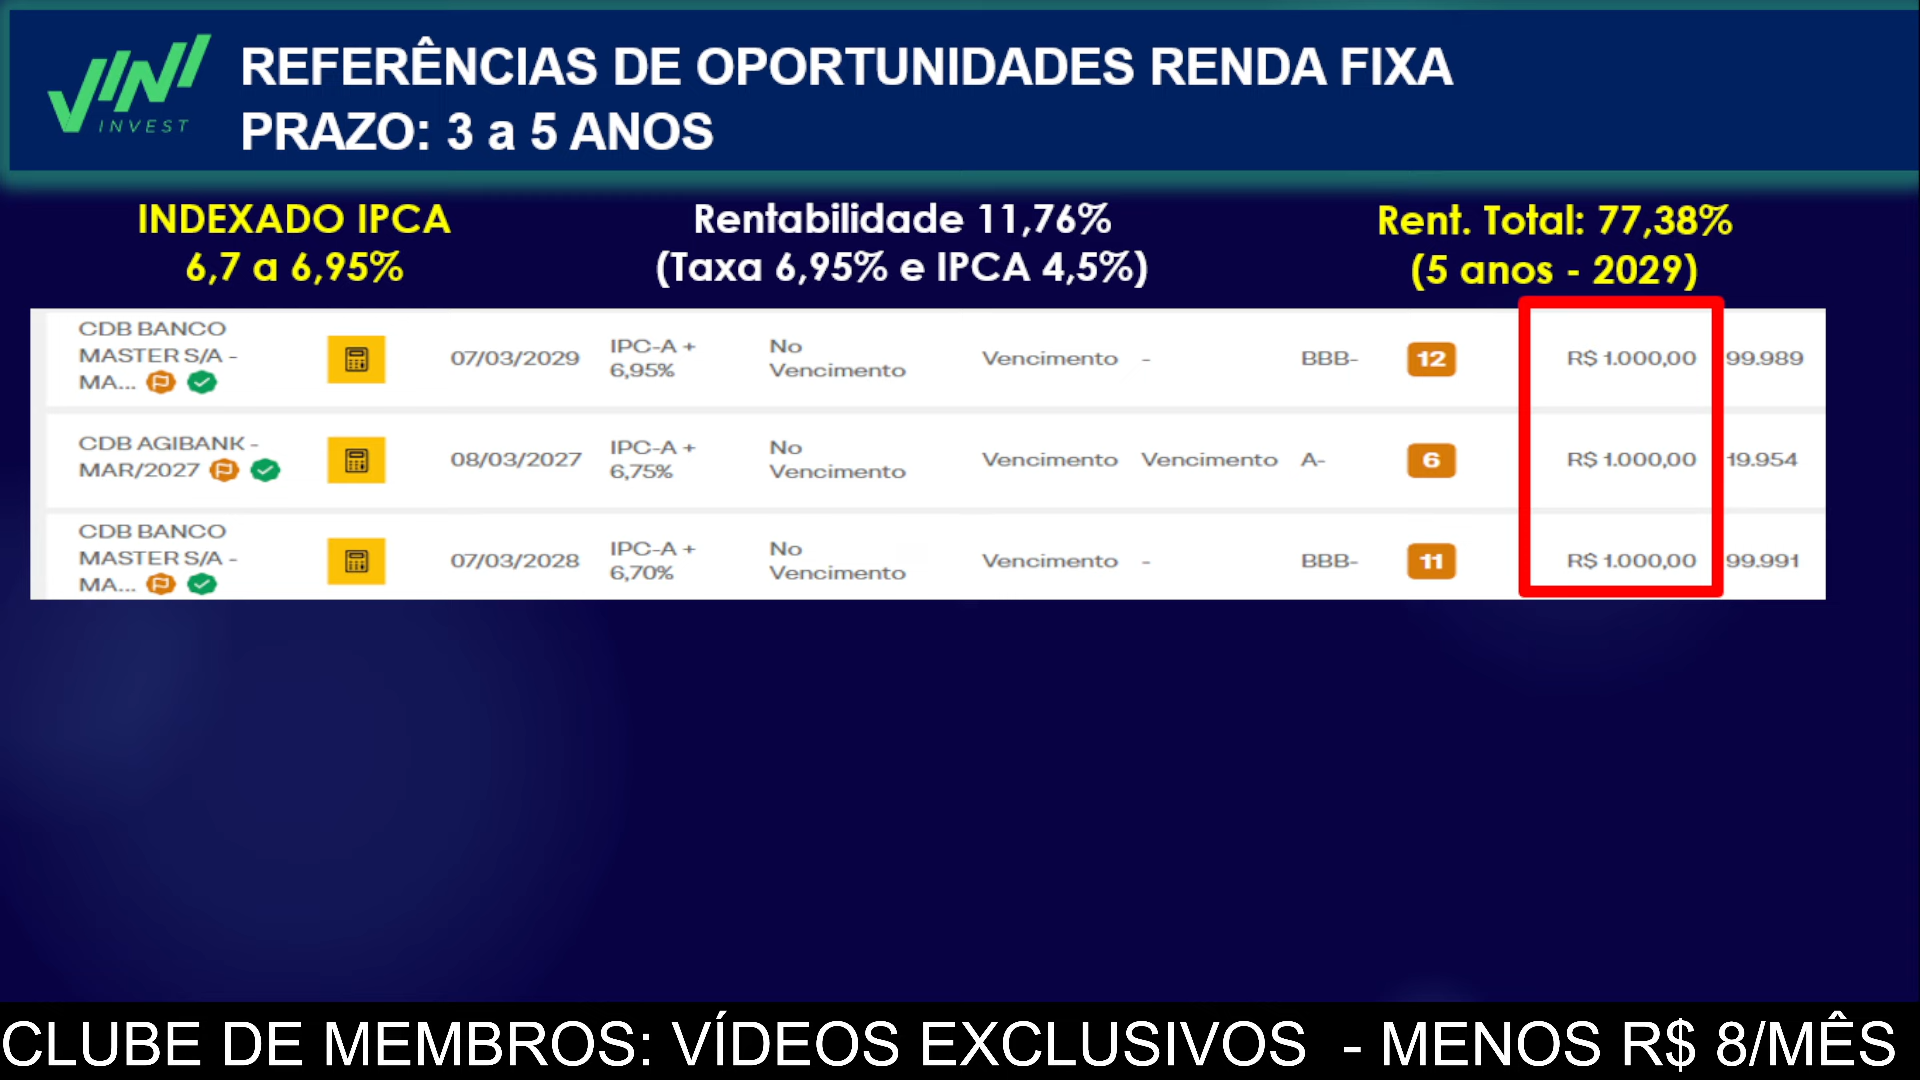 VINI
INVEST
REFERÊNCIAS DE OPORTUNIDADES RENDA FIXA
PRAZO: 3 a 5 ANOS
INDEXADO IPCA
6,7 a 6,95%
Rentabilidade 11,76%
(Taxa 6,95% e IPCA 4,5%)
Rent. Total: 77,38%
(5 anos - 2029)
CDB BANCO
MASTER S/A -
MA...
07/03/2029
IPC-A +
6,95%
No
Vencimento
Vencimento
-
BBB-
12
R$ 1.000,00
99.989
CDB AGIBANK -
MAR/2027
08/03/2027
IPC-A +
6,75%
No
Vencimento
Vencimento
Vencimento
A-
6
R$ 1.000,00
19.954
CDB BANCO
MASTER S/A -
MA...
07/03/2028
IPC-A +
6,70%
No
Vencimento
Vencimento
-
BBB-
11
R$ 1.000,00
99.991
CLUBE DE MEMBROS: VÍDEOS EXCLUSIVOS - MENOS R$ 8/MÊS